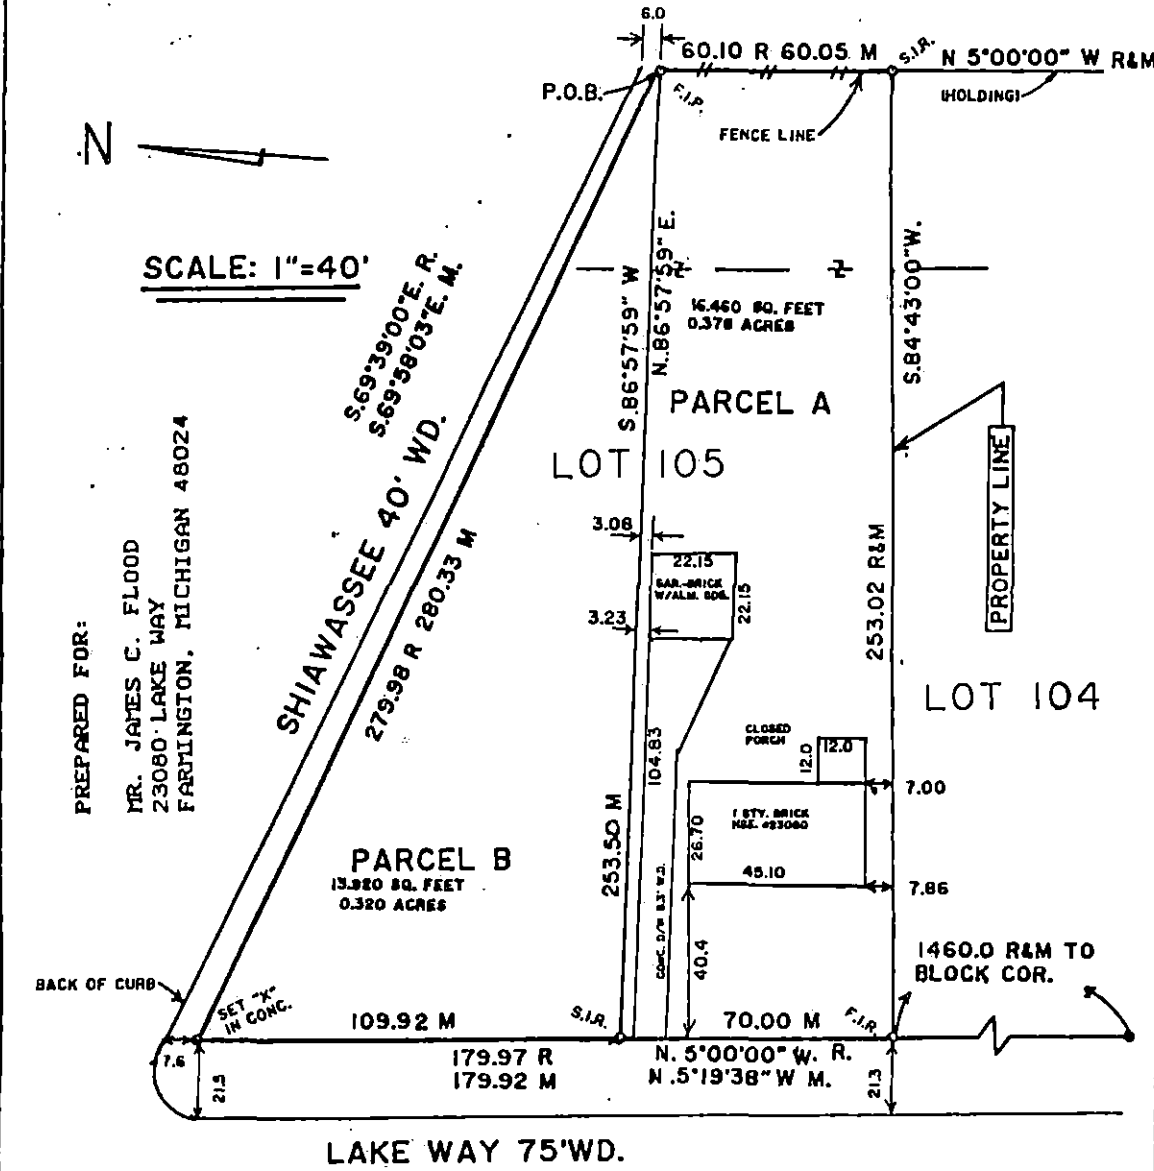 6.0
60.10 R 60.05 M
S.I.R.
N 5°00'00" W R&M
(HOLDING)
P.O.B.
F.I.P.
FENCE LINE
N
SCALE: 1"=40'
S.69°39'00"E. R.
S.69°58'03"E. M.
S.86°57'59" W
N.86°57'59" E.
16.460 SQ. FEET
0.378 ACRES
S.84°43'00"W.
PARCEL A
LOT 105
PROPERTY LINE
SHIAWASSEE 40' WD.
279.98 R 280.33 M
PREPARED FOR:
MR. JAMES C. FLOOD
23080 LAKE WAY
FARMINGTON, MICHIGAN 48024
3.08
22.15
GAR.-BRICK
W/ALM. SDG.
22.15
3.23
253.02 R&M
LOT 104
104.83
CLOSED
PORCH
12.0
12.0
7.00
1 STY. BRICK
HSE. #23080
26.70
45.10
7.86
253.50 M
PARCEL B
13.920 SQ. FEET
0.320 ACRES
CONC. D/W 8.3' WD.
40.4
1460.0 R&M TO
BLOCK COR.
BACK OF CURB
SET "X"
IN CONC.
109.92 M
S.I.R.
70.00 M
F.I.R.
7.6
21.5
179.97 R
179.92 M
N. 5°00'00" W. R.
N.5°19'38"W M.
21.3
LAKE WAY 75'WD.